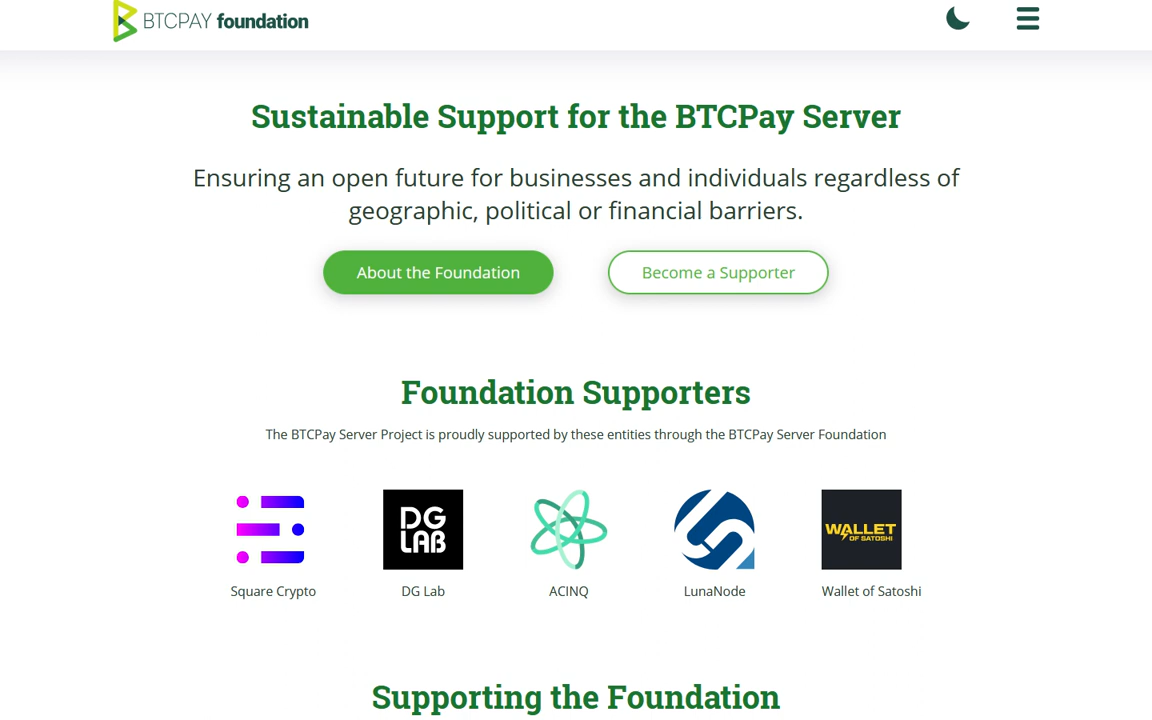 BTCPAY foundation
Sustainable Support for the BTCPay Server
Ensuring an open future for businesses and individuals regardless of
geographic, political or financial barriers.
About the Foundation
Become a Supporter
Foundation Supporters
The BTCPay Server Project is proudly supported by these entities through the BTCPay Server Foundation
DG
LAB
WALLET
OF SATOSHI
Square Crypto
DG Lab
ACINQ
LunaNode
Wallet of Satoshi
Supporting the Foundation